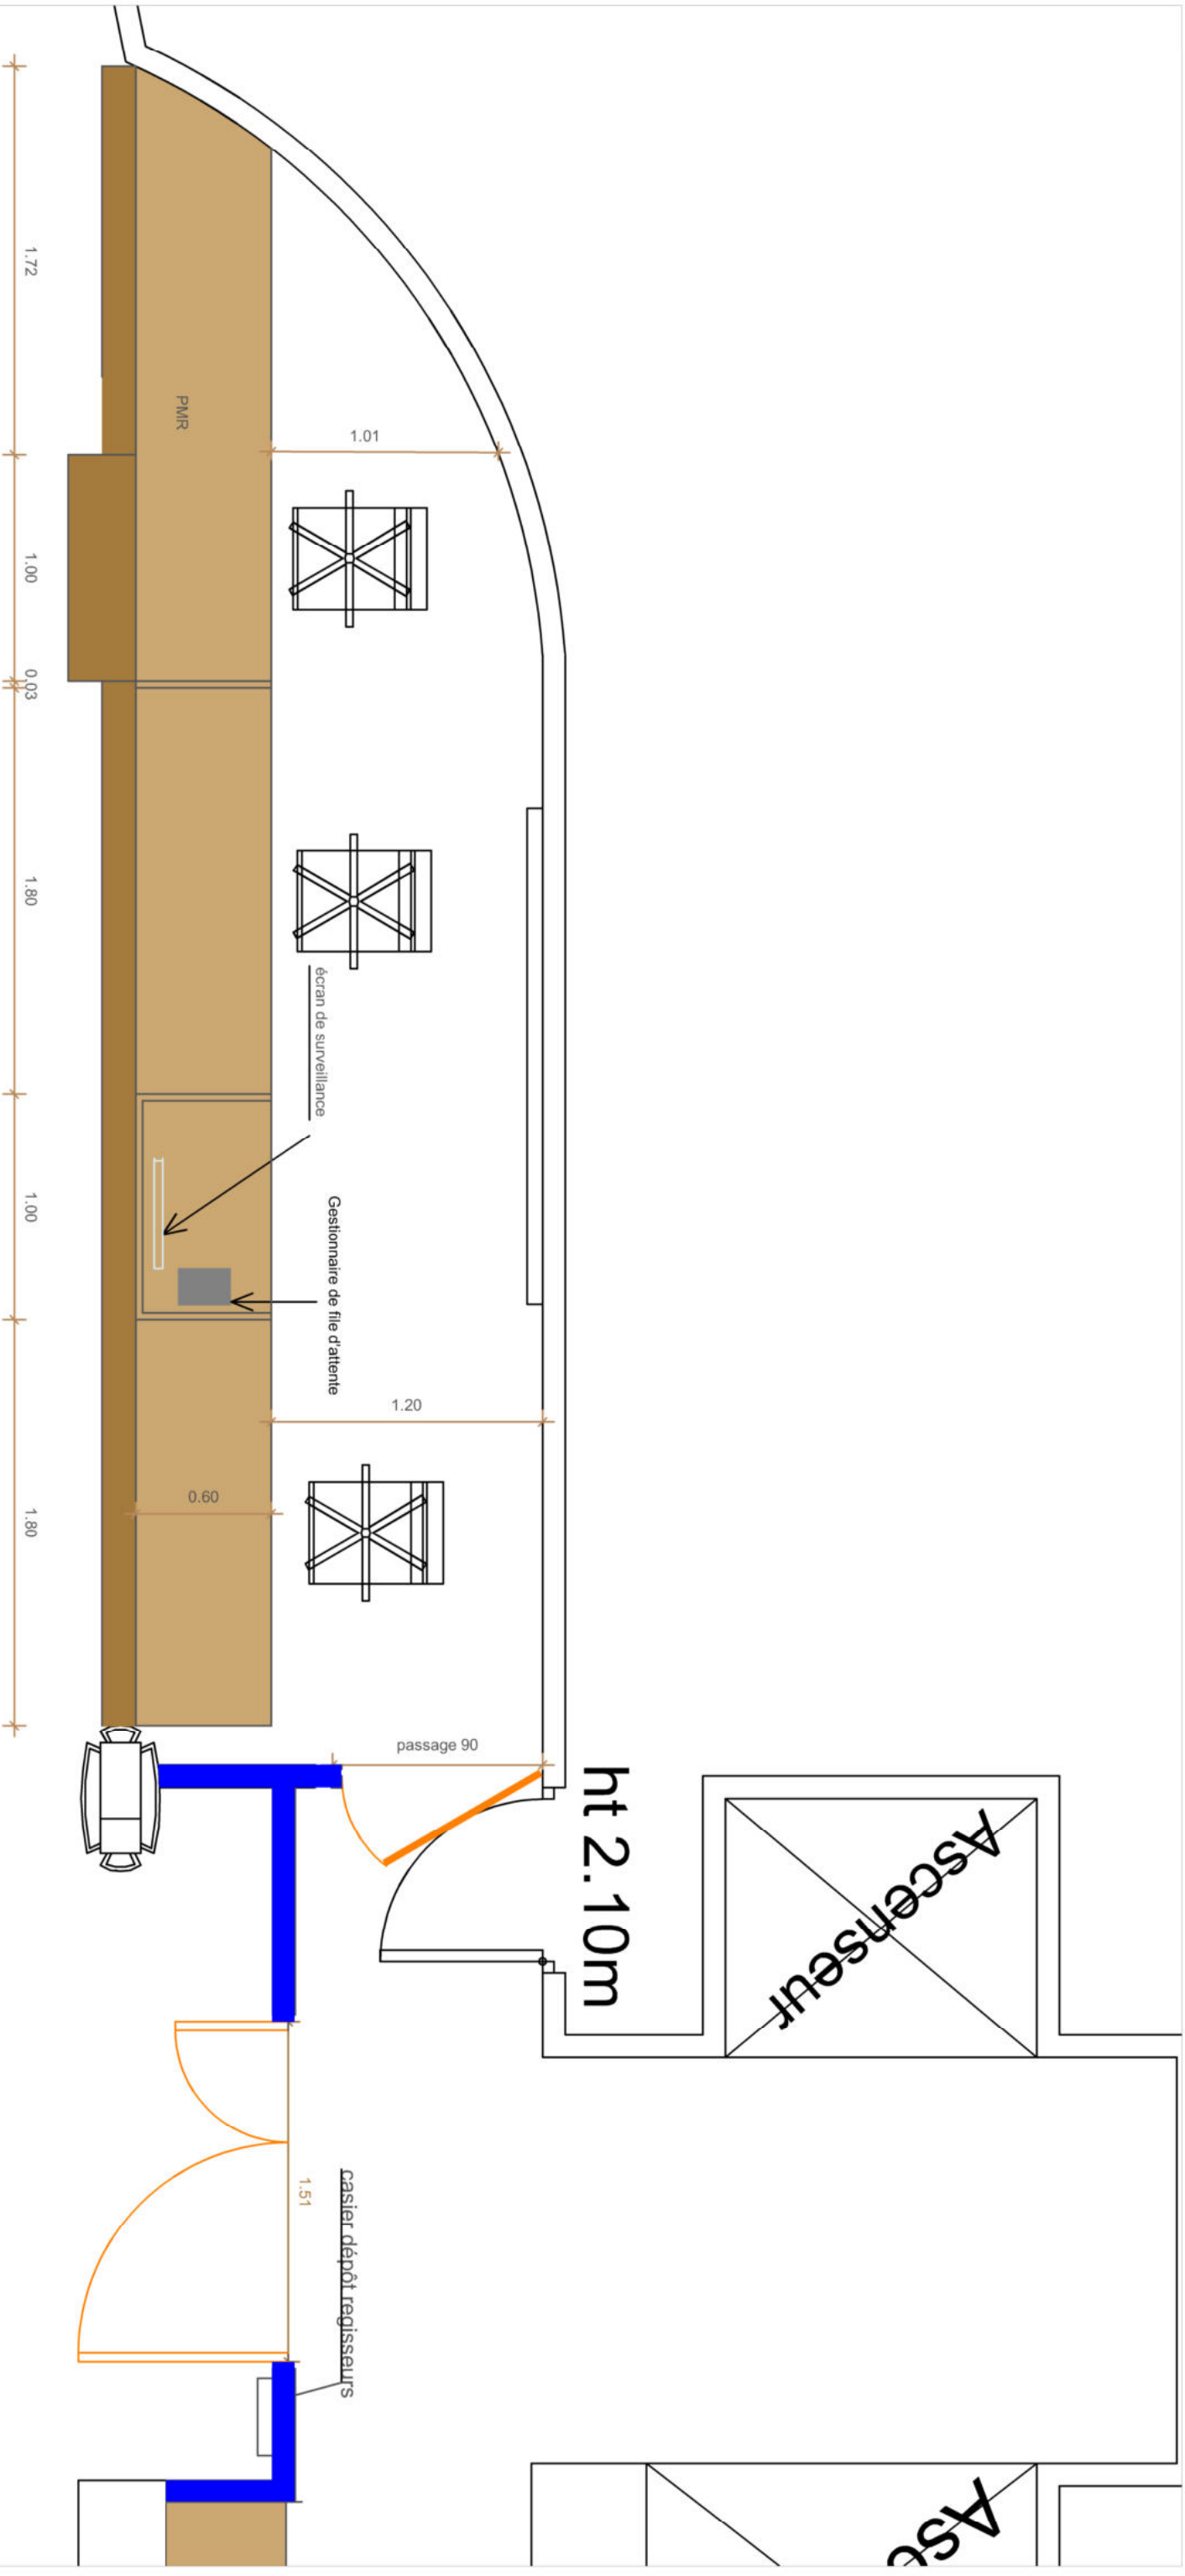 1.72
PMR
1.01
1.00
0.03
1.80
écran de surveillance
Gestionnaire de file d'attente
1.00
1.20
0.60
1.80
passage 90
ht 2.10m
Ascenseur
1.51
casier dépôt regisseurs
Asc